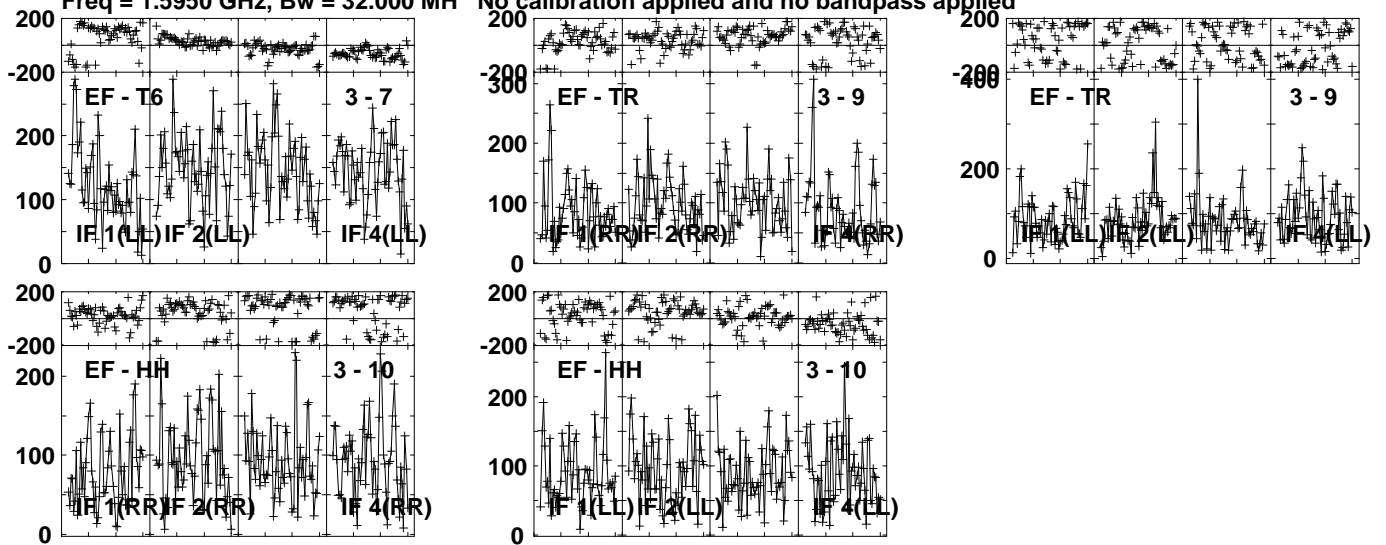 Freq = 1.5950 GHz, Bw = 32.000 MH No calibration applied and no bandpass applied
200
-200
EF - T6 3 - 7
200
100
0
IF 1(LL) IF 2(LL) IF 4(LL)
200
-200
300
EF - TR 3 - 9
200
100
0
IF 1(RR) IF 2(RR) IF 4(RR)
200
-200
400
EF - TR 3 - 9
200
0
IF 1(LL) IF 2(LL) IF 4(LL)
200
-200
EF - HH 3 - 10
200
100
0
IF 1(RR) IF 2(RR) IF 4(RR)
200
-200
EF - HH 3 - 10
200
100
0
IF 1(LL) IF 2(LL) IF 4(LL)